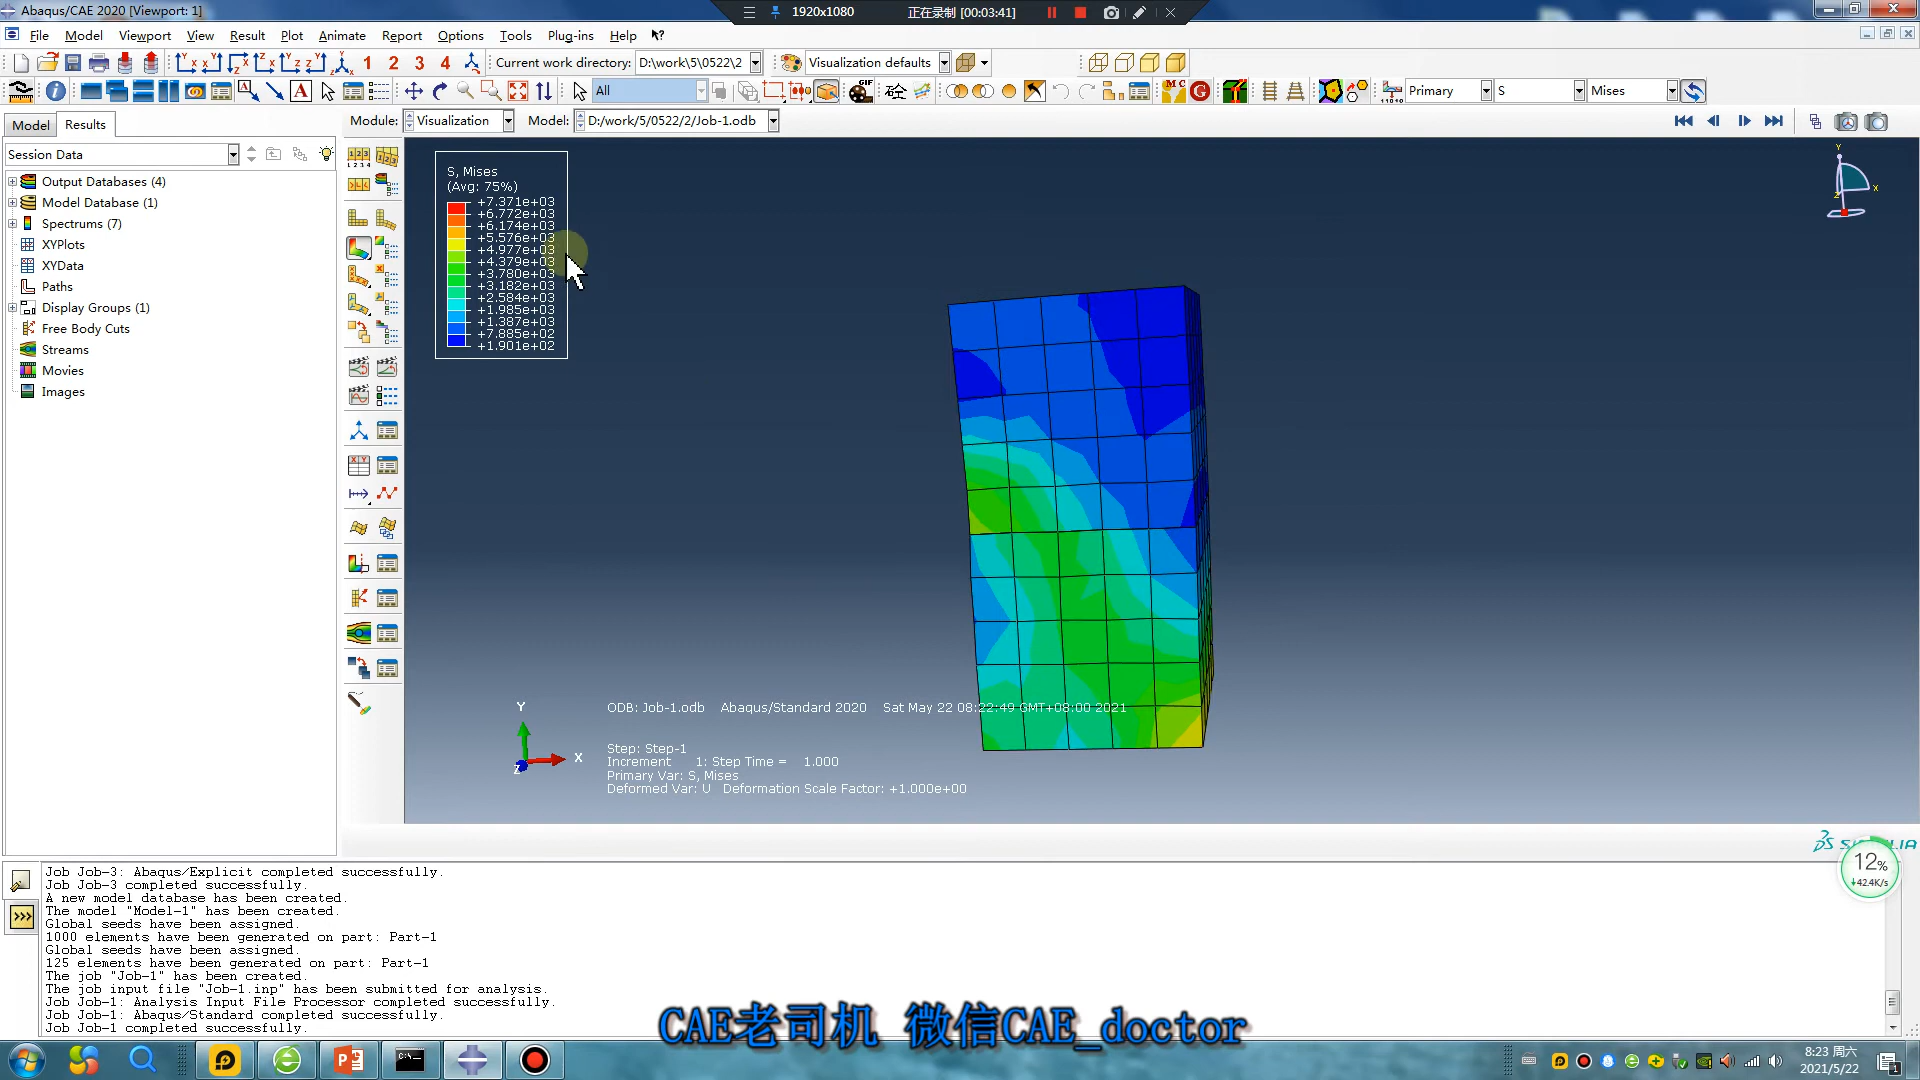 Abaqus/CAE 2020 [Viewport: 1]
1920x1080 正在录制 [00:03:41]
File Model Viewport View Result Plot Animate Report Options Tools Plug-ins Help
1 2 3 4 Current work directory: D:\work\5\0522\2 Visualization defaults
All GIF Primary S Mises
Model Results
Module: Visualization Model: D:/work/5/0522/2/Job-1.odb
Session Data
Output Databases (4)
Model Database (1)
Spectrums (7)
XYPlots
XYData
Paths
Display Groups (1)
Free Body Cuts
Streams
Movies
Images
S, Mises
(Avg: 75%)
+7.371e+03
+6.772e+03
+6.174e+03
+5.576e+03
+4.977e+03
+4.379e+03
+3.780e+03
+3.182e+03
+2.584e+03
+1.985e+03
+1.387e+03
+7.885e+02
+1.901e+02
Y
X
Z
Y
X
Z
ODB: Job-1.odb Abaqus/Standard 2020 Sat May 22 08:22:49 GMT+08:00 2021
Step: Step-1
Increment 1: Step Time = 1.000
Primary Var: S, Mises
Deformed Var: U Deformation Scale Factor: +1.000e+00
12%
42.4K/s
Job Job-3: Abaqus/Explicit completed successfully.
Job Job-3 completed successfully.
A new model database has been created.
The model "Model-1" has been created.
Global seeds have been assigned.
1000 elements have been generated on part: Part-1
Global seeds have been assigned.
125 elements have been generated on part: Part-1
The job "Job-1" has been created.
The job input file "Job-1.inp" has been submitted for analysis.
Job Job-1: Analysis Input File Processor completed successfully.
Job Job-1: Abaqus/Standard completed successfully.
Job Job-1 completed successfully.
CAE老司机 微信CAE_doctor
8:23 周六
2021/5/22